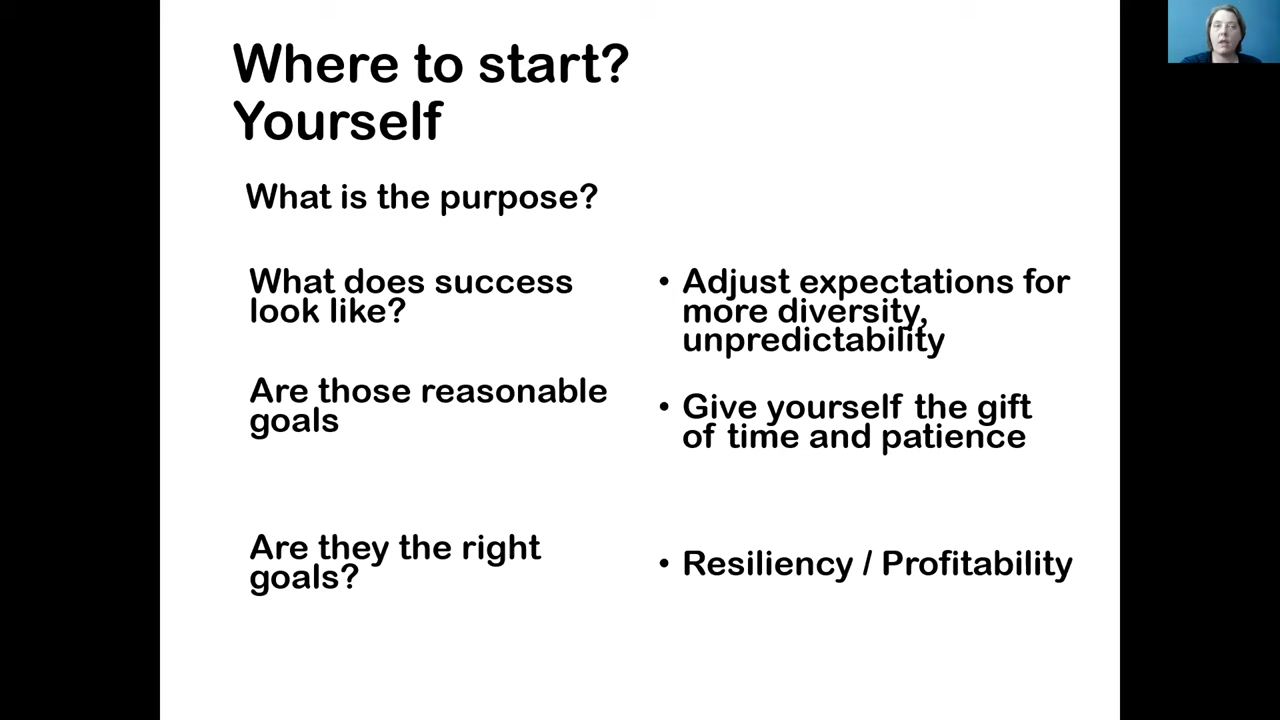 Where to start?
Yourself
What is the purpose?
What does success
look like?
• Adjust expectations for
more diversity,
unpredictability
Are those reasonable
goals
• Give yourself the gift
of time and patience
Are they the right
goals?
• Resiliency / Profitability